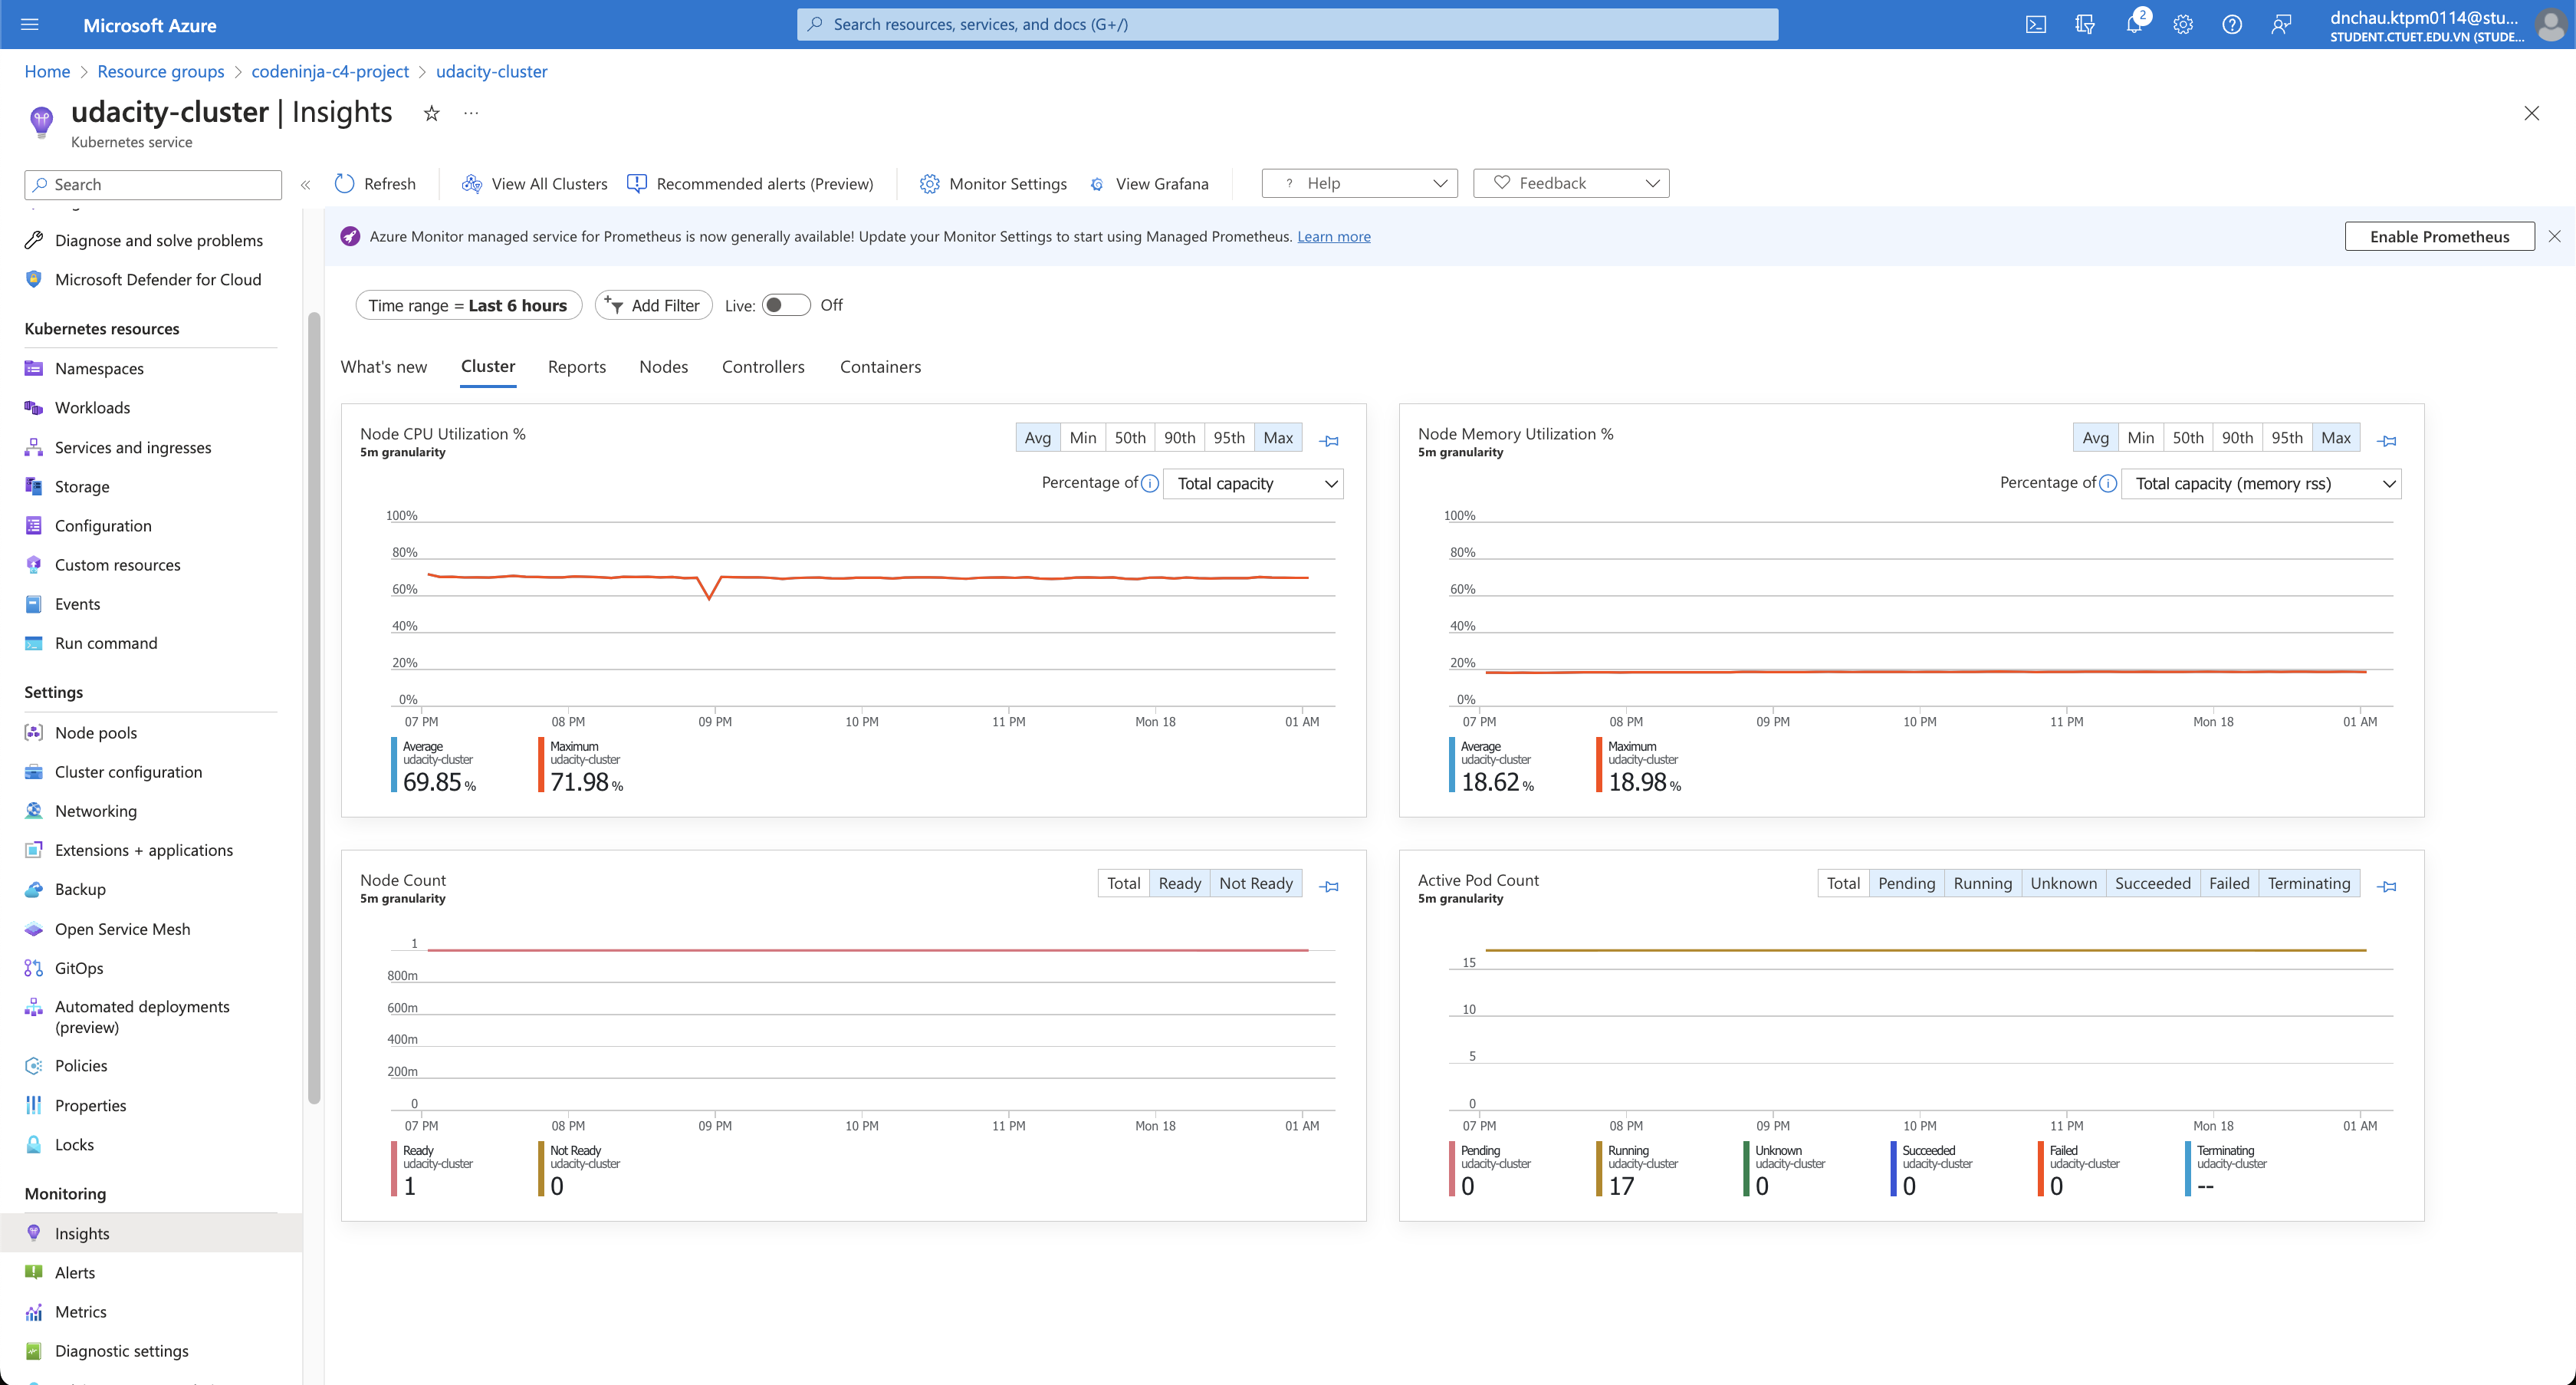 Microsoft Azure
Search resources, services, and docs (G+/)
2
dnchau.ktpm0114@stu...
STUDENT.CTUET.EDU.VN (STUDE...
Home > Resource groups > codeninja-c4-project > udacity-cluster
udacity-cluster | Insights
Kubernetes service
Search
Refresh
View All Clusters
Recommended alerts (Preview)
Monitor Settings
View Grafana
? Help
Feedback
Azure Monitor managed service for Prometheus is now generally available! Update your Monitor Settings to start using Managed Prometheus. Learn more
Enable Prometheus
Diagnose and solve problems
Microsoft Defender for Cloud
Kubernetes resources
Namespaces
Workloads
Services and ingresses
Storage
Configuration
Custom resources
Events
Run command
Settings
Node pools
Cluster configuration
Networking
Extensions + applications
Backup
Open Service Mesh
GitOps
Automated deployments
(preview)
Policies
Properties
Locks
Monitoring
Insights
Alerts
Metrics
Diagnostic settings
Time range = Last 6 hours
Add Filter
Live: Off
What's new Cluster Reports Nodes Controllers Containers
Node CPU Utilization %
5m granularity
Avg Min 50th 90th 95th Max
Percentage of Total capacity
100%
80%
60%
40%
20%
0%
07 PM 08 PM 09 PM 10 PM 11 PM Mon 18 01 AM
Average
udacity-cluster
69.85 %
Maximum
udacity-cluster
71.98 %
Node Memory Utilization %
5m granularity
Avg Min 50th 90th 95th Max
Percentage of Total capacity (memory rss)
100%
80%
60%
40%
20%
0%
07 PM 08 PM 09 PM 10 PM 11 PM Mon 18 01 AM
Average
udacity-cluster
18.62 %
Maximum
udacity-cluster
18.98 %
Node Count
5m granularity
Total Ready Not Ready
1
800m
600m
400m
200m
0
07 PM 08 PM 09 PM 10 PM 11 PM Mon 18 01 AM
Ready
udacity-cluster
1
Not Ready
udacity-cluster
0
Active Pod Count
5m granularity
Total Pending Running Unknown Succeeded Failed Terminating
15
10
5
0
07 PM 08 PM 09 PM 10 PM 11 PM Mon 18 01 AM
Pending
udacity-cluster
0
Running
udacity-cluster
17
Unknown
udacity-cluster
0
Succeeded
udacity-cluster
0
Failed
udacity-cluster
0
Terminating
udacity-cluster
--